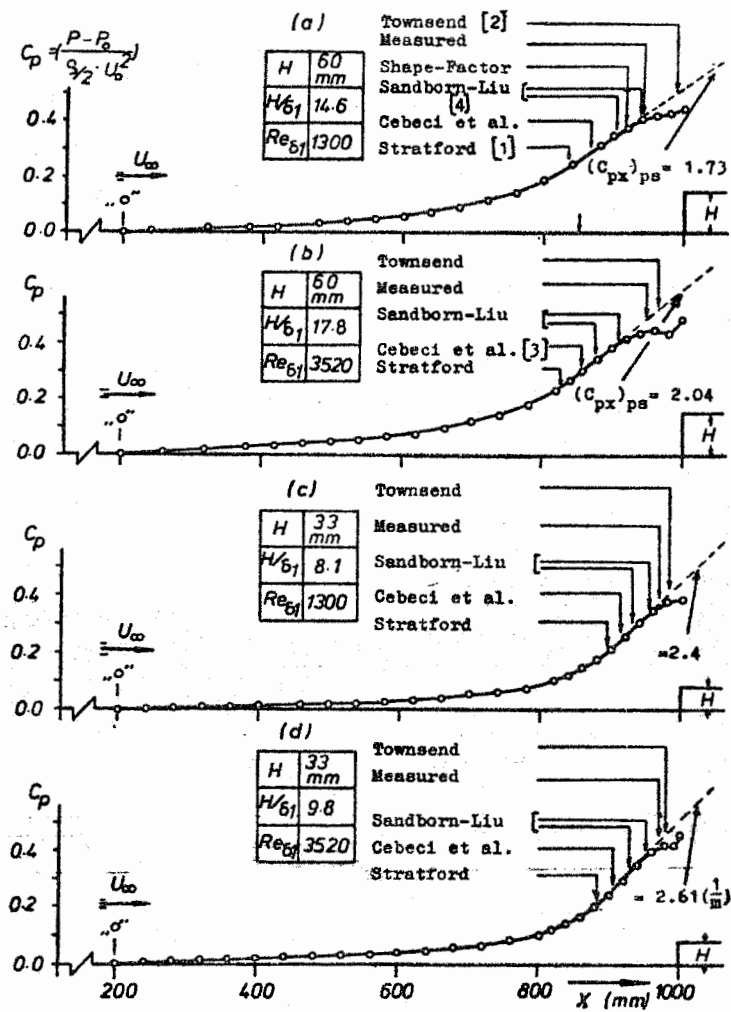 (a)
Cp = (P - Po / ρ/2 · Uo²)
H 60 mm
H/δ1 14.6
Reδ1 1300
Townsend [2]
Measured
Shape-Factor
Sandborn-Liu [4]
Cebeci et al.
Stratford [1]
(Cpx)ps = 1.73
0.4
0.2
0.0
U∞
„o"
H
(b)
Cp
H 60 mm
H/δ1 17.8
Reδ1 3520
Townsend
Measured
Sandborn-Liu
Cebeci et al. [3]
Stratford
(Cpx)ps = 2.04
0.4
0.2
0.0
U∞
„o"
H
(c)
Cp
H 33 mm
H/δ1 8.1
Reδ1 1300
Townsend
Measured
Sandborn-Liu
Cebeci et al.
Stratford
=2.4
0.4
0.2
0.0
U∞
„o"
H
(d)
Cp
H 33 mm
H/δ1 9.8
Reδ1 3520
Townsend
Measured
Sandborn-Liu
Cebeci et al.
Stratford
= 2.61 (1/m)
0.4
0.2
0.0
U∞
„o"
H
200 400 600 800 1000
X (mm)